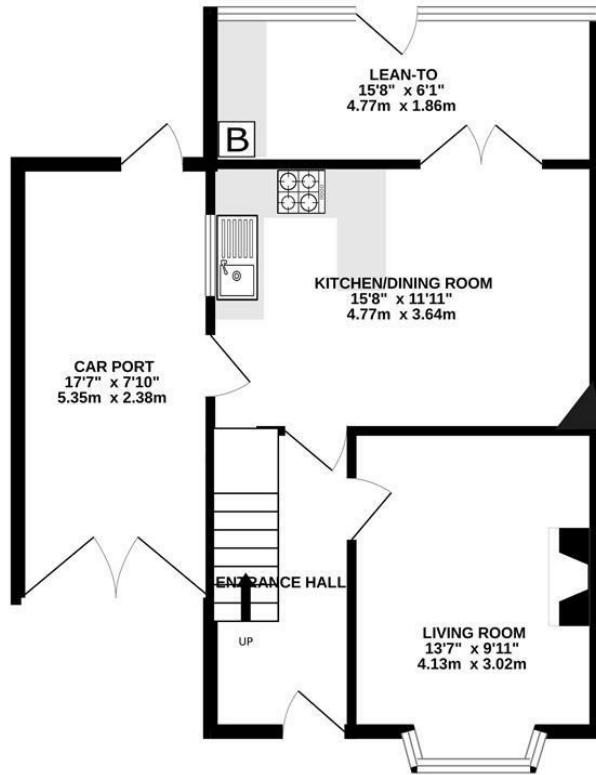 LEAN-TO
15'8" x 6'1"
4.77m x 1.86m
B
KITCHEN/DINING ROOM
15'8" x 11'11"
4.77m x 3.64m
CAR PORT
17'7" x 7'10"
5.35m x 2.38m
ENTRANCE HALL
UP
LIVING ROOM
13'7" x 9'11"
4.13m x 3.02m